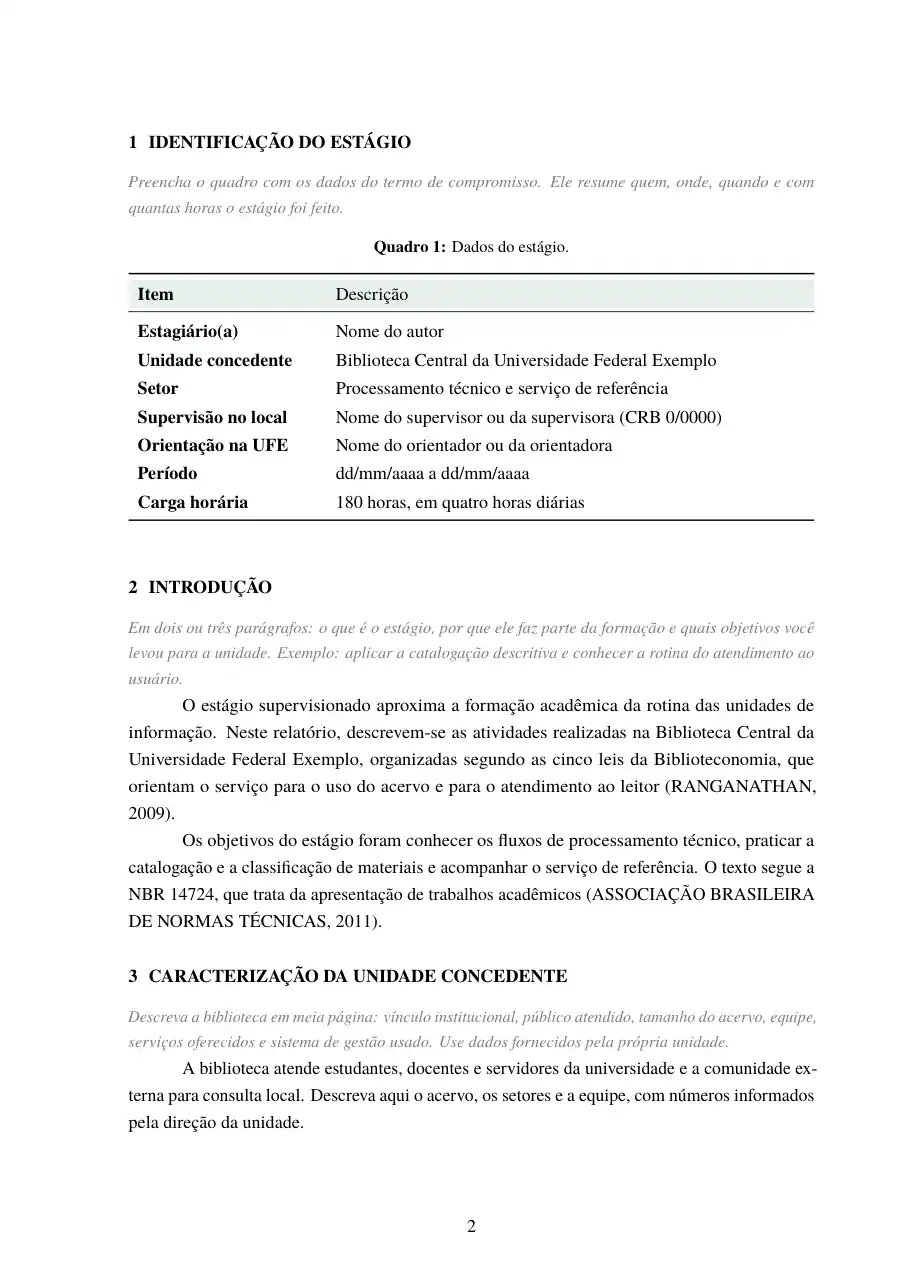 1 IDENTIFICAÇÃO DO ESTÁGIO
Preencha o quadro com os dados do termo de compromisso. Ele resume quem, onde, quando e com
quantas horas o estágio foi feito.
Quadro 1: Dados do estágio.
Item Descrição
Estagiário(a) Nome do autor
Unidade concedente Biblioteca Central da Universidade Federal Exemplo
Setor Processamento técnico e serviço de referência
Supervisão no local Nome do supervisor ou da supervisora (CRB 0/0000)
Orientação na UFE Nome do orientador ou da orientadora
Período dd/mm/aaaa a dd/mm/aaaa
Carga horária 180 horas, em quatro horas diárias
2 INTRODUÇÃO
Em dois ou três parágrafos: o que é o estágio, por que ele faz parte da formação e quais objetivos você
levou para a unidade. Exemplo: aplicar a catalogação descritiva e conhecer a rotina do atendimento ao
usuário.
O estágio supervisionado aproxima a formação acadêmica da rotina das unidades de
informação. Neste relatório, descrevem-se as atividades realizadas na Biblioteca Central da
Universidade Federal Exemplo, organizadas segundo as cinco leis da Biblioteconomia, que
orientam o serviço para o uso do acervo e para o atendimento ao leitor (RANGANATHAN,
2009).
Os objetivos do estágio foram conhecer os fluxos de processamento técnico, praticar a
catalogação e a classificação de materiais e acompanhar o serviço de referência. O texto segue a
NBR 14724, que trata da apresentação de trabalhos acadêmicos (ASSOCIAÇÃO BRASILEIRA
DE NORMAS TÉCNICAS, 2011).
3 CARACTERIZAÇÃO DA UNIDADE CONCEDENTE
Descreva a biblioteca em meia página: vínculo institucional, público atendido, tamanho do acervo, equipe,
serviços oferecidos e sistema de gestão usado. Use dados fornecidos pela própria unidade.
A biblioteca atende estudantes, docentes e servidores da universidade e a comunidade ex-
terna para consulta local. Descreva aqui o acervo, os setores e a equipe, com números informados
pela direção da unidade.
2